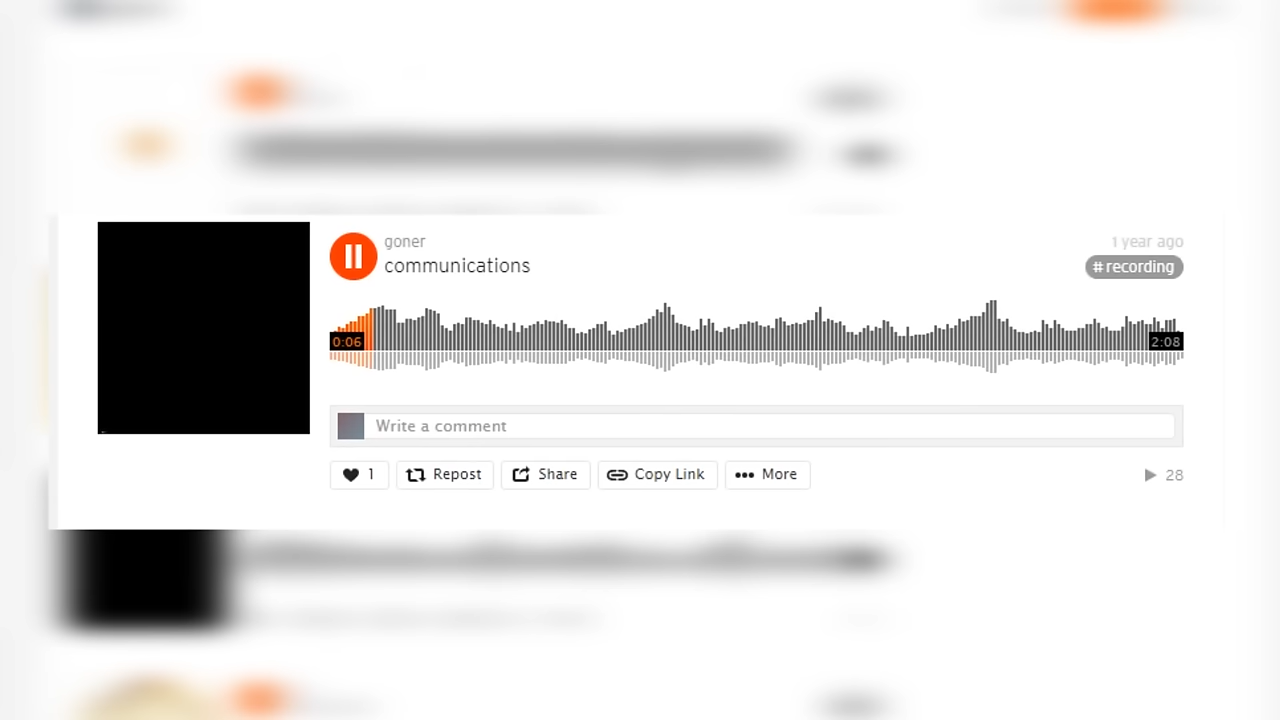 goner
communications
1 year ago
# recording
0:06
2:08
Write a comment
1
Repost
Share
Copy Link
More
28